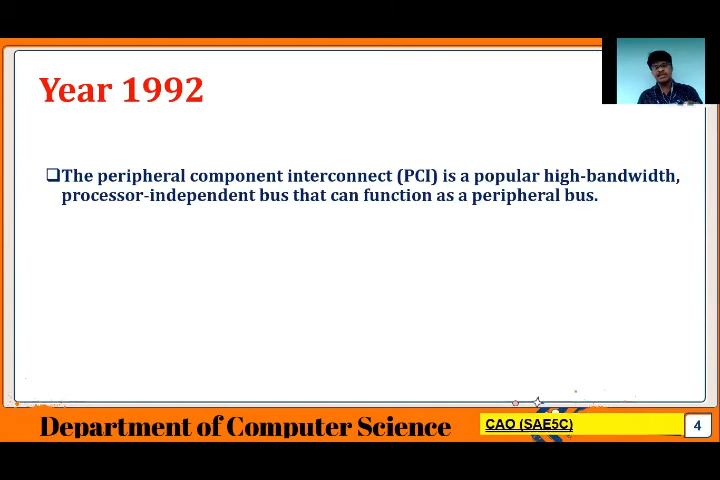 Year 1992
The peripheral component interconnect (PCI) is a popular high-bandwidth,
processor-independent bus that can function as a peripheral bus.
Department of Computer Science
CAO (SAE5C)
4